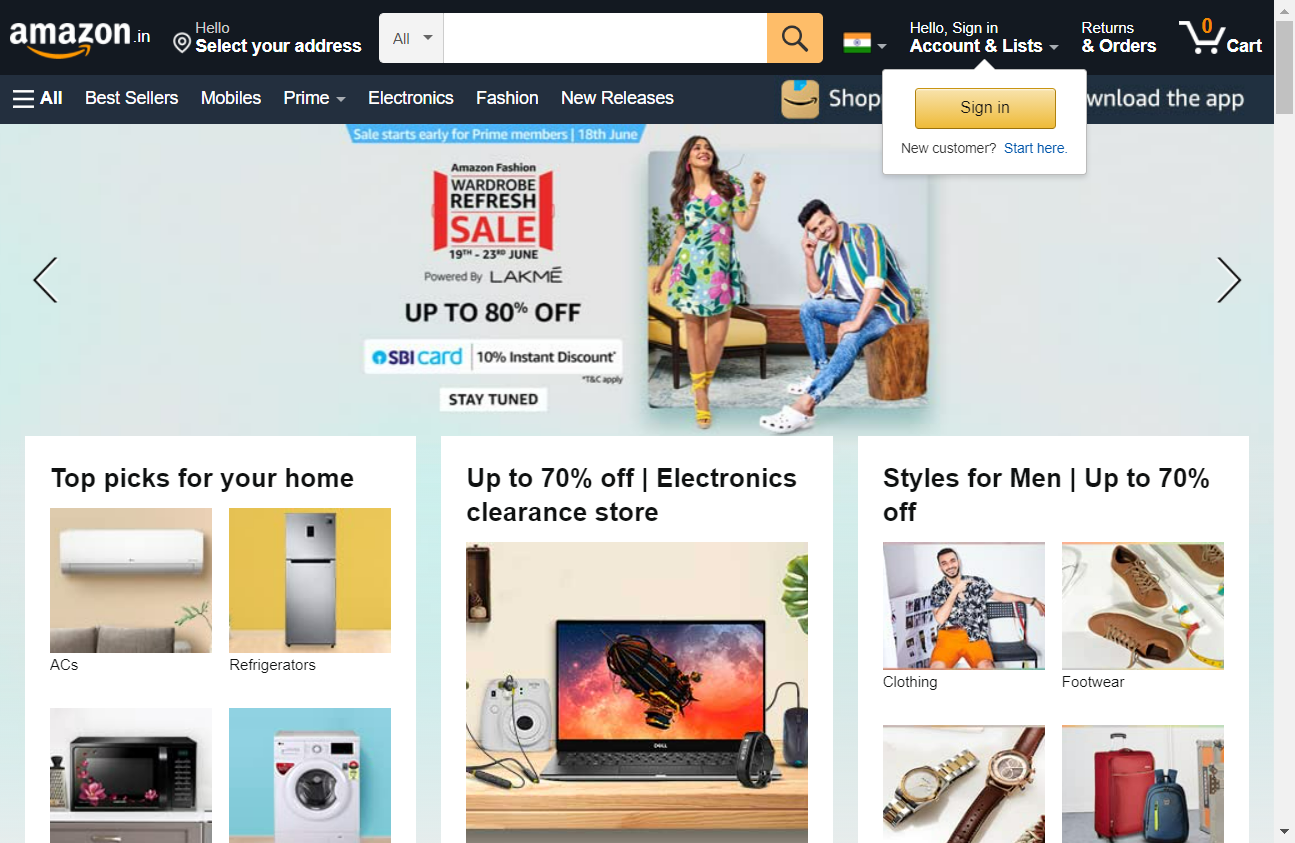 amazon.in
Hello
Select your address
All
Hello, Sign in
Account & Lists
Returns
& Orders
0
Cart
All
Best Sellers
Mobiles
Prime
Electronics
Fashion
New Releases
Shop
wnload the app
Sign in
New customer? Start here.
Sale starts early for Prime members | 18th June
Amazon Fashion
WARDROBE
REFRESH
SALE
19TH - 23RD JUNE
Powered By LAKMĒ
UP TO 80% OFF
SBI card 10% Instant Discount*
*T&C apply
STAY TUNED
Top picks for your home
ACs
Refrigerators
Up to 70% off | Electronics
clearance store
DELL
Styles for Men | Up to 70%
off
Clothing
Footwear